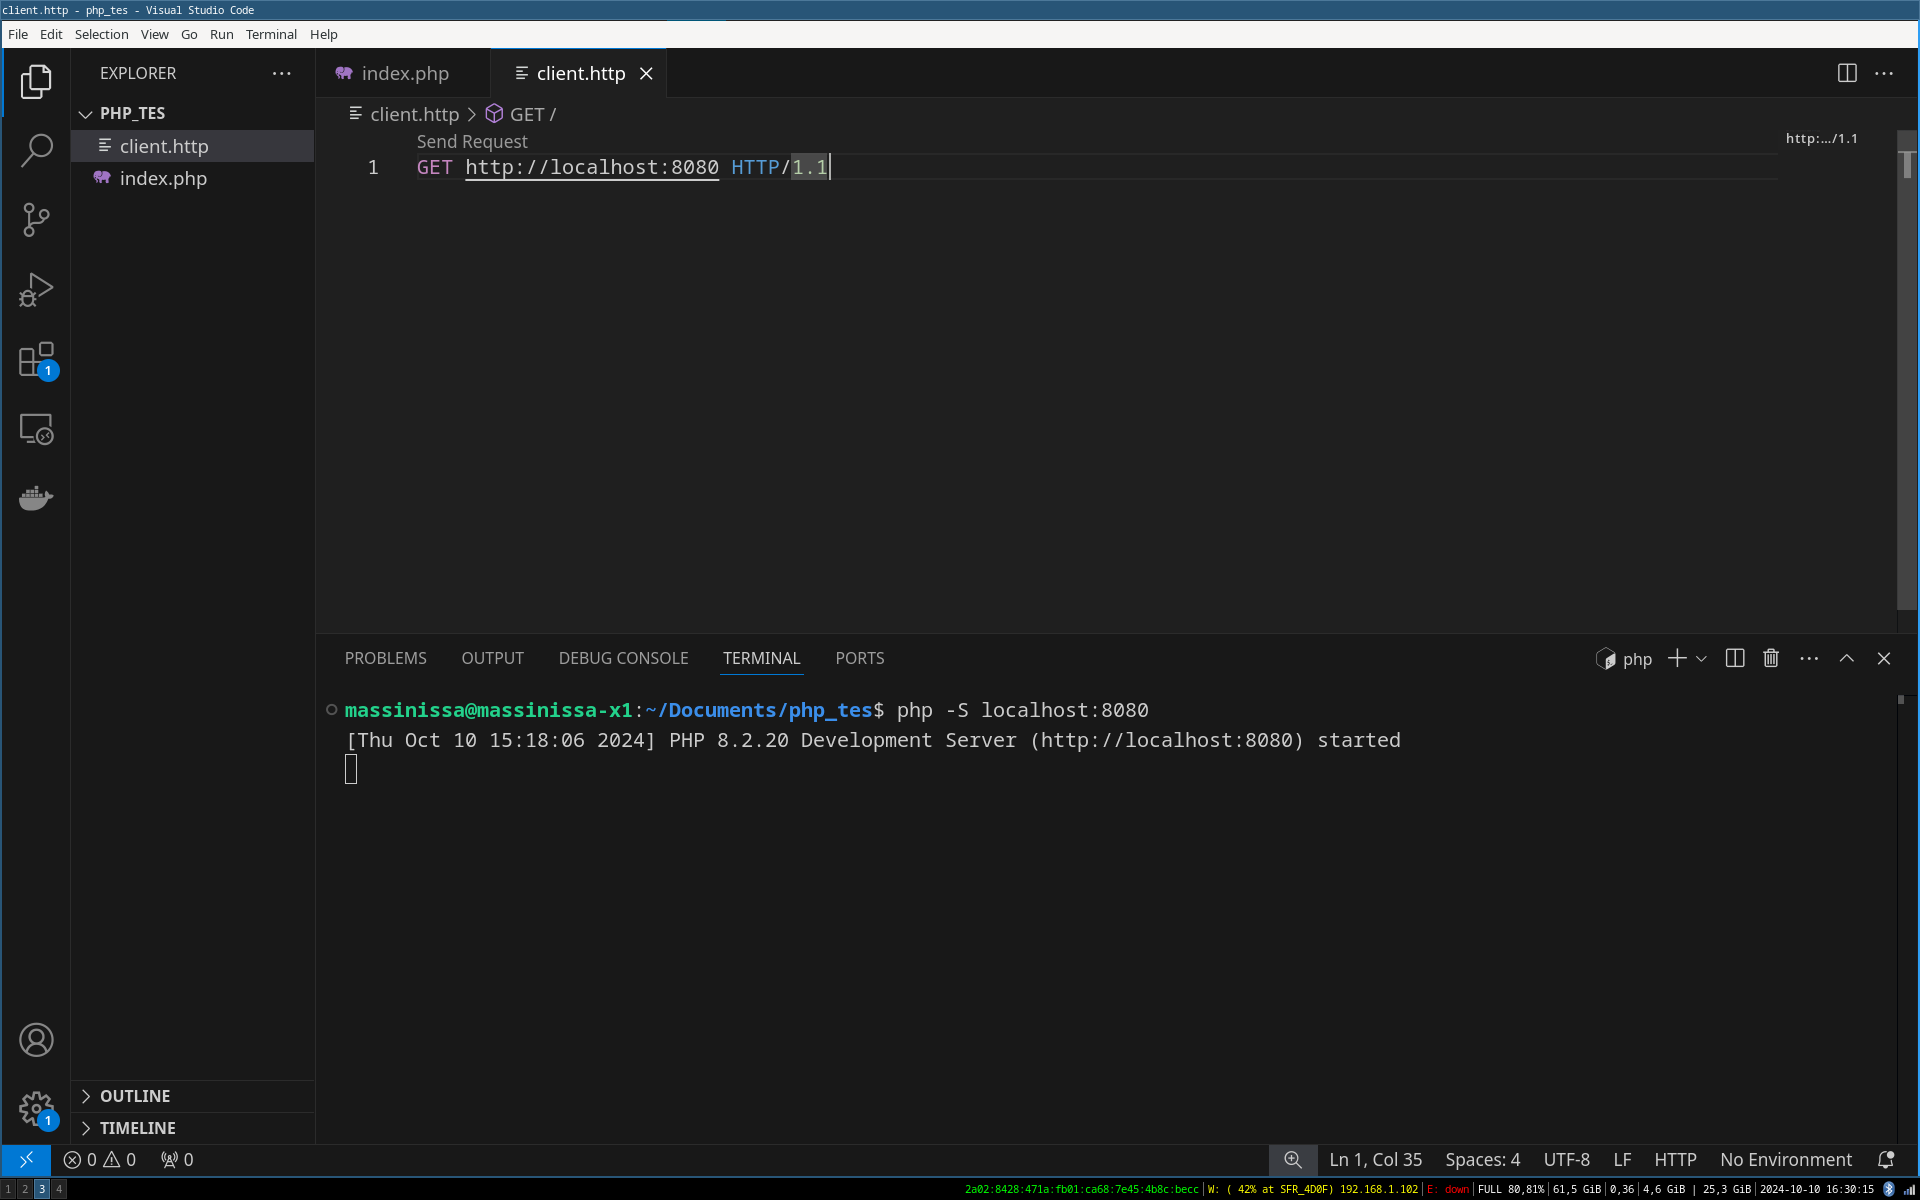 client.http - php_tes - Visual Studio Code
File Edit Selection View Go Run Terminal Help
EXPLORER
PHP_TES
client.http
index.php
index.php client.http
client.http > GET /
Send Request
1 GET http://localhost:8080 HTTP/1.1
http:.../1.1
1
PROBLEMS OUTPUT DEBUG CONSOLE TERMINAL PORTS
php
massinissa@massinissa-x1:~/Documents/php_tes$ php -S localhost:8080
[Thu Oct 10 15:18:06 2024] PHP 8.2.20 Development Server (http://localhost:8080) started
OUTLINE
1
TIMELINE
0 0 0
Ln 1, Col 35 Spaces: 4 UTF-8 LF HTTP No Environment
1 2 3 4
2a02:8428:471a:fb01:ca68:7e45:4b8c:becc W: ( 42% at SFR_4D0F) 192.168.1.102 E: down FULL 80,81% 61,5 GiB 0,36 4,6 GiB | 25,3 GiB 2024-10-10 16:30:15